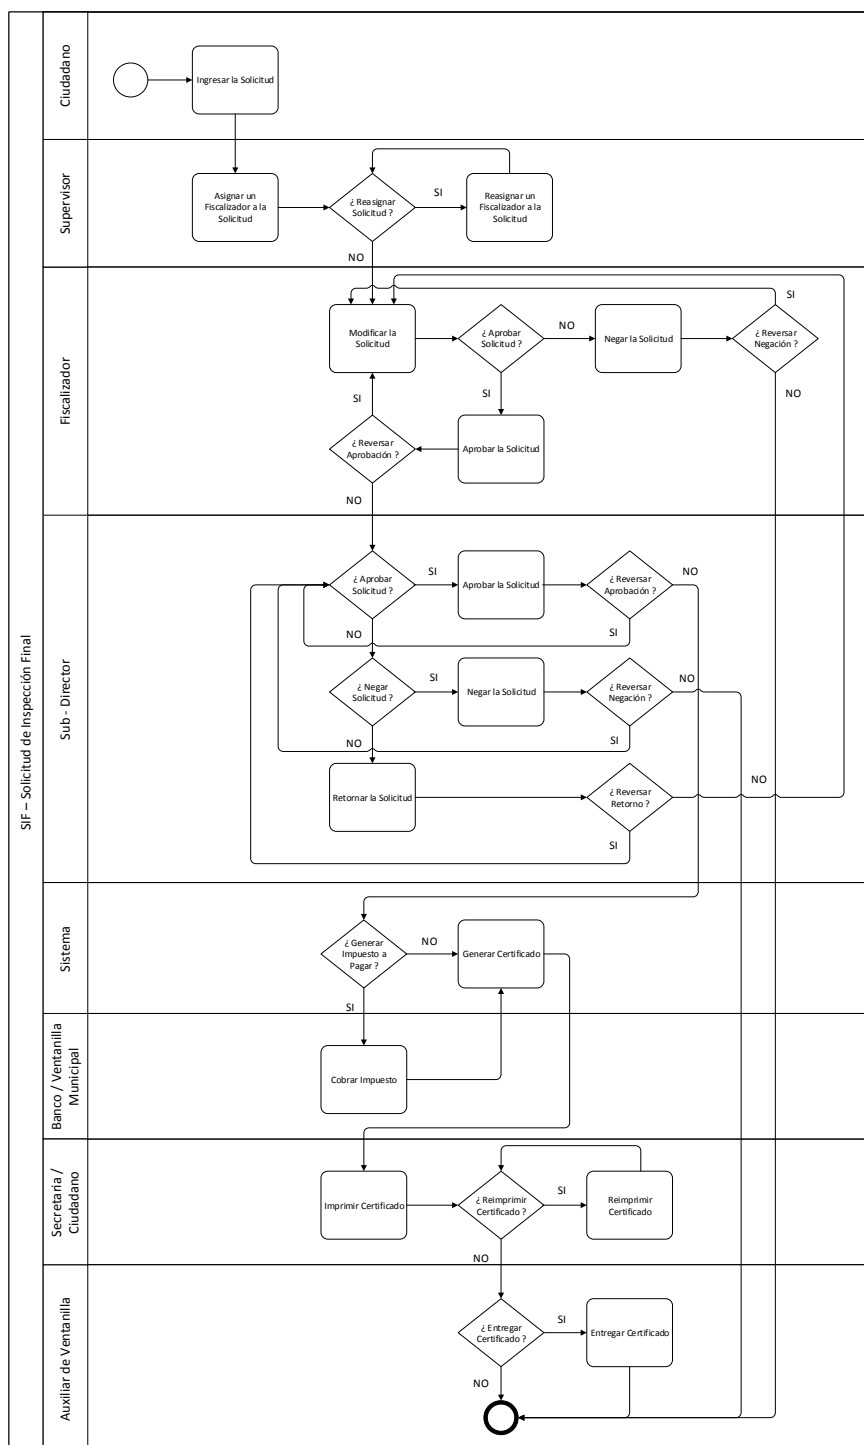 SIF – Solicitud de Inspección Final
Ciudadano
Ingresar la Solicitud
Supervisor
Asignar un
Fiscalizador a la
Solicitud
¿ Reasignar
Solicitud ?
SI
Reasignar un
Fiscalizador a la
Solicitud
NO
Fiscalizador
SI
Modificar la
Solicitud
¿ Aprobar
Solicitud ?
NO
Negar la Solicitud
¿ Reversar
Negación ?
SI
SI
NO
¿ Reversar
Aprobación ?
Aprobar la Solicitud
NO
Sub - Director
¿ Aprobar
Solicitud ?
SI
Aprobar la Solicitud
¿ Reversar
Aprobación ?
NO
NO
SI
¿ Negar
Solicitud ?
SI
Negar la Solicitud
¿ Reversar
Negación ?
NO
NO
SI
Retornar la Solicitud
¿ Reversar
Retorno ?
NO
SI
Sistema
¿ Generar
Impuesto a
Pagar ?
NO
Generar Certificado
SI
Banco / Ventanilla
Municipal
Cobrar Impuesto
Secretaria /
Ciudadano
Imprimir Certificado
¿ Reimprimir
Certificado ?
SI
Reimprimir
Certificado
NO
Auxiliar de Ventanilla
¿ Entregar
Certificado ?
SI
Entregar Certificado
NO